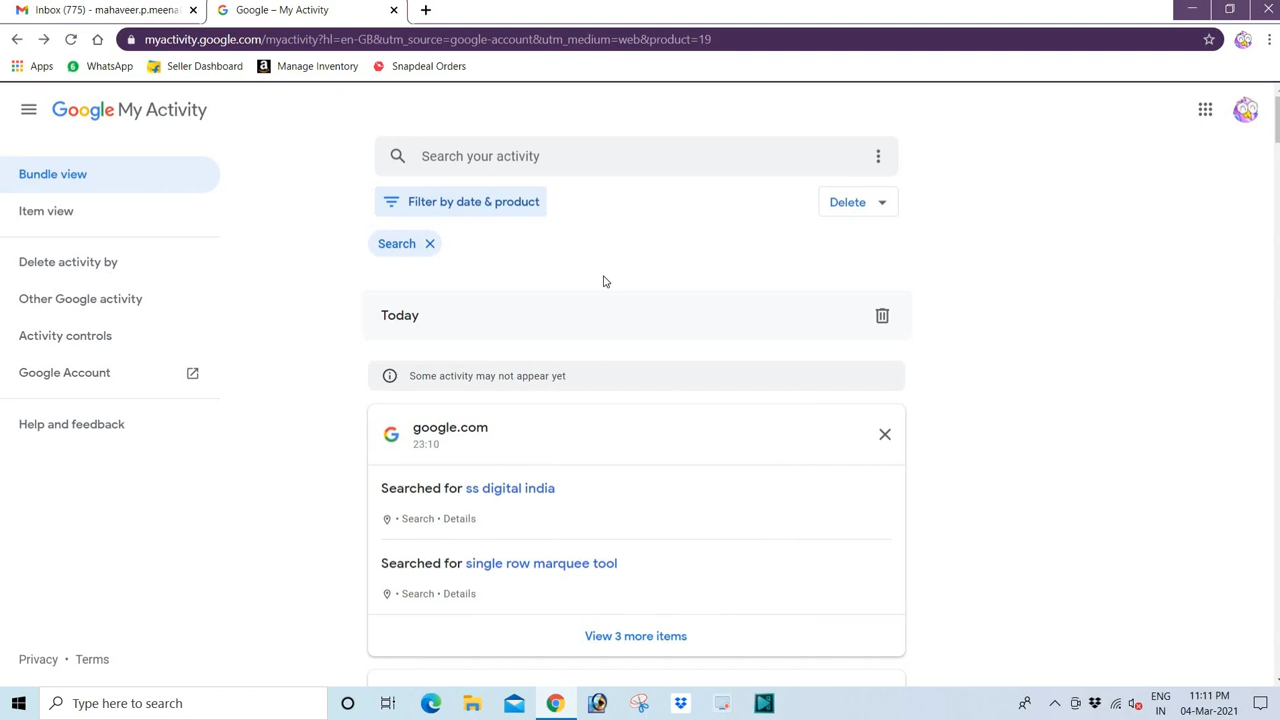 Inbox (775) - mahaveer.p.meena
Google – My Activity
myactivity.google.com/myactivity?hl=en-GB&utm_source=google-account&utm_medium=web&product=19
Apps WhatsApp Seller Dashboard Manage Inventory Snapdeal Orders
Google My Activity
Search your activity
Bundle view
Filter by date & product
Delete
Item view
Search
Delete activity by
Other Google activity
Today
Activity controls
Google Account
Some activity may not appear yet
Help and feedback
google.com
23:10
Searched for ss digital india
• Search • Details
Searched for single row marquee tool
• Search • Details
View 3 more items
Privacy • Terms
Type here to search
ENG
IN
11:11 PM
04-Mar-2021